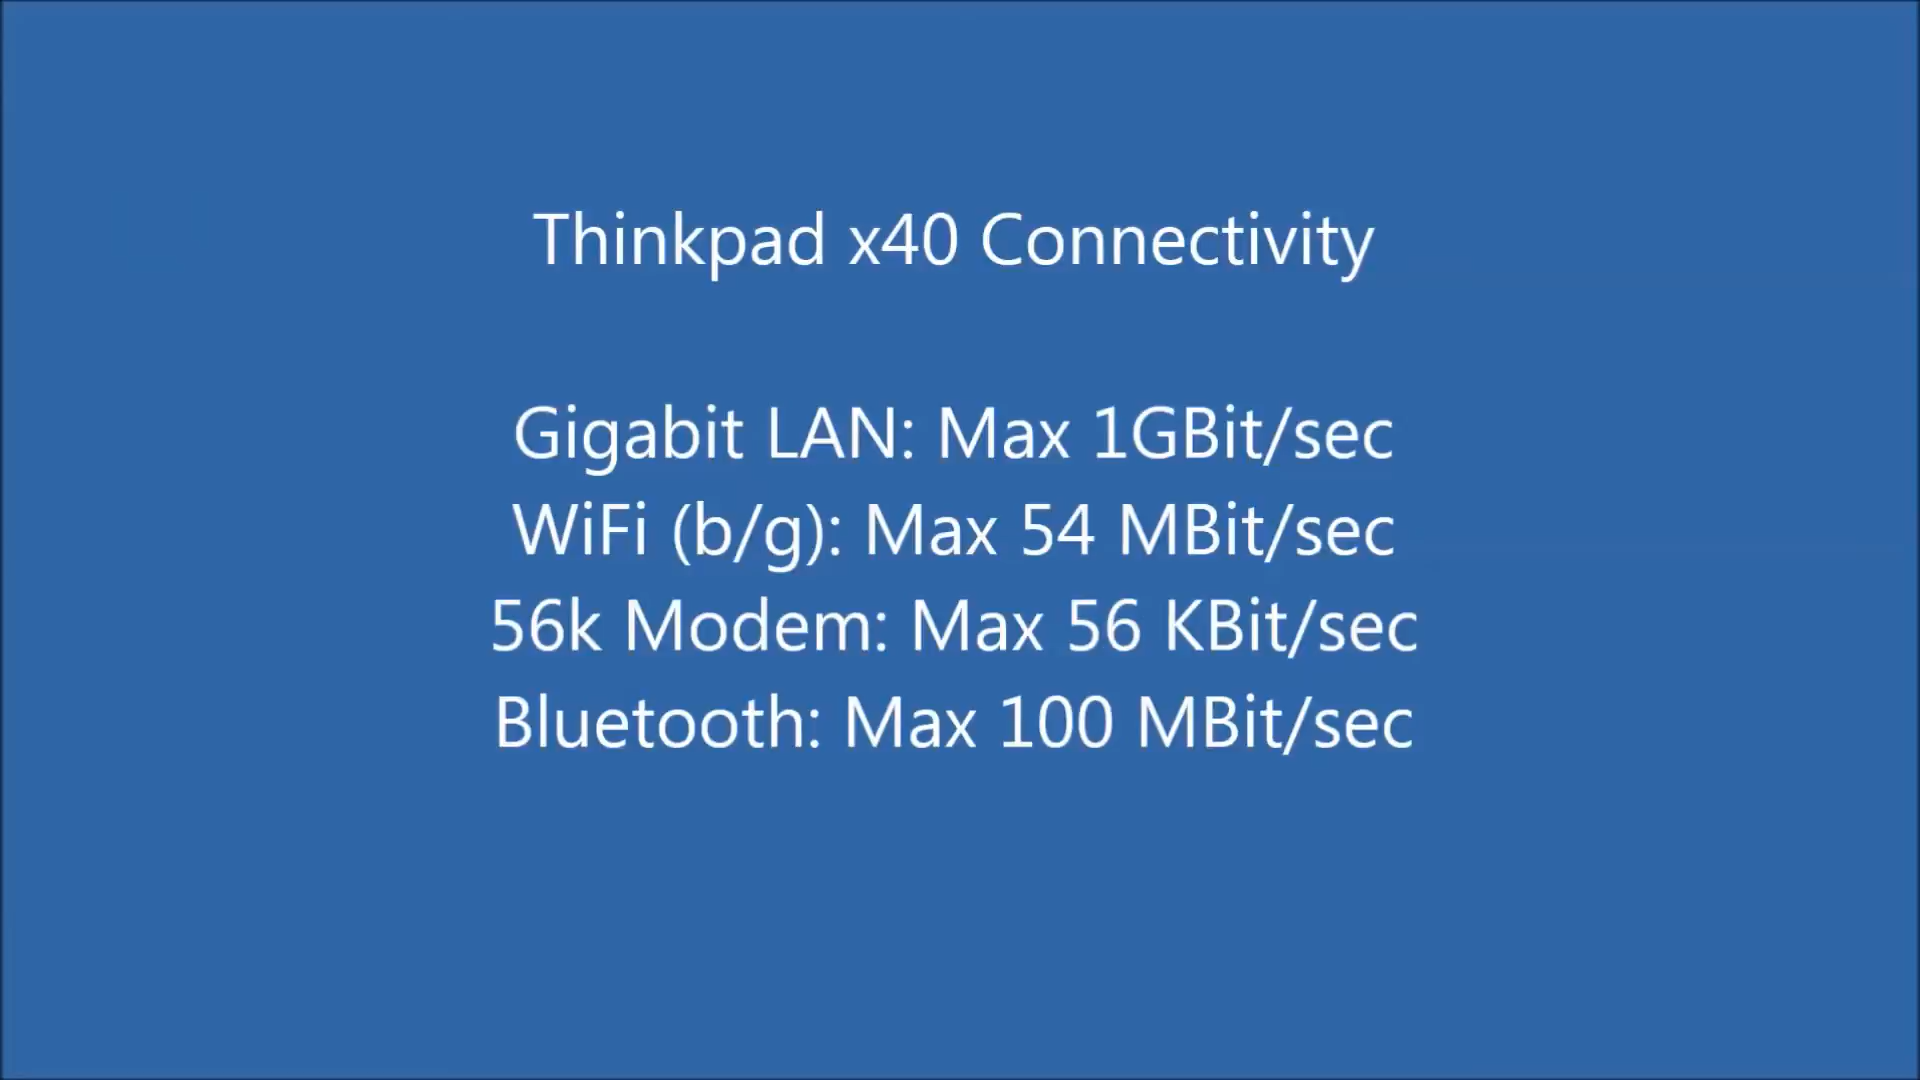 Thinkpad x40 Connectivity
Gigabit LAN: Max 1GBit/sec
WiFi (b/g): Max 54 MBit/sec
56k Modem: Max 56 KBit/sec
Bluetooth: Max 100 MBit/sec